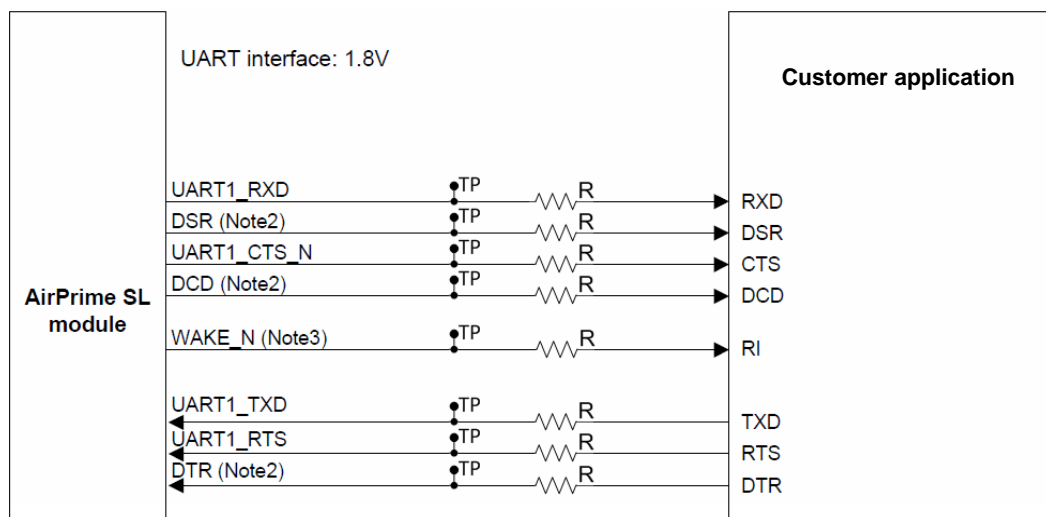 UART interface: 1.8V
Customer application
AirPrime SL
module
UART1_RXD TP R RXD
DSR (Note2) TP R DSR
UART1_CTS_N TP R CTS
DCD (Note2) TP R DCD
WAKE_N (Note3) TP R RI
UART1_TXD TP R TXD
UART1_RTS TP R RTS
DTR (Note2) TP R DTR